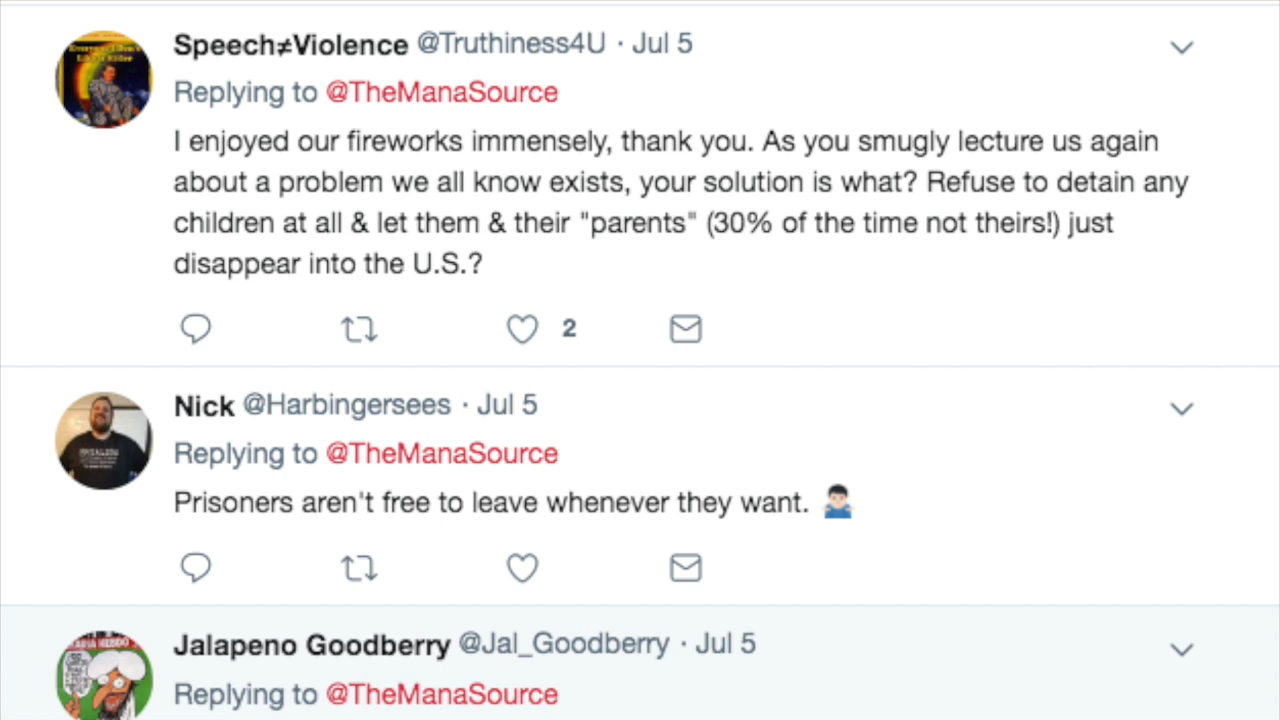 Speech≠Violence @Truthiness4U · Jul 5
Replying to @TheManaSource
I enjoyed our fireworks immensely, thank you. As you smugly lecture us again
about a problem we all know exists, your solution is what? Refuse to detain any
children at all & let them & their "parents" (30% of the time not theirs!) just
disappear into the U.S.?
2
Nick @Harbingersees · Jul 5
Replying to @TheManaSource
Prisoners aren't free to leave whenever they want.
Jalapeno Goodberry @Jal_Goodberry · Jul 5
Replying to @TheManaSource